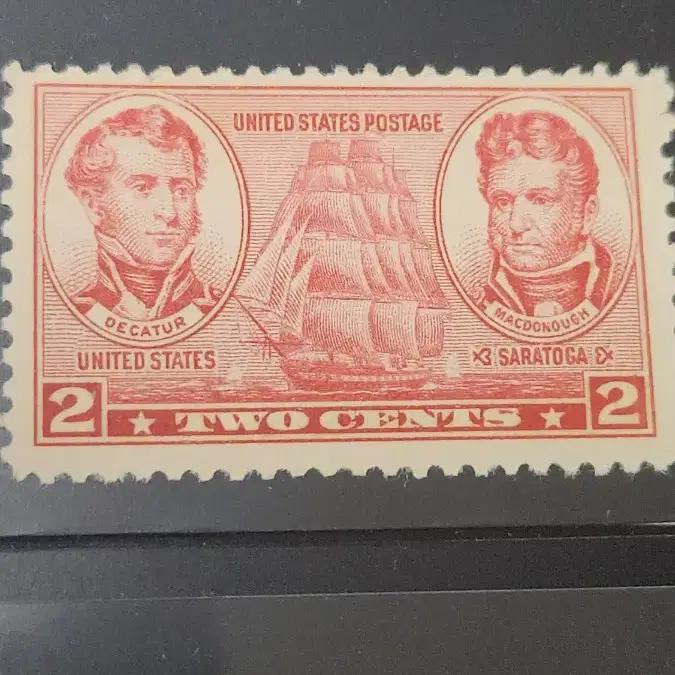 UNITED STATES POSTAGE
DECATUR
MACDONOUGH
UNITED STATES
SARATOGA
2 TWO CENTS 2